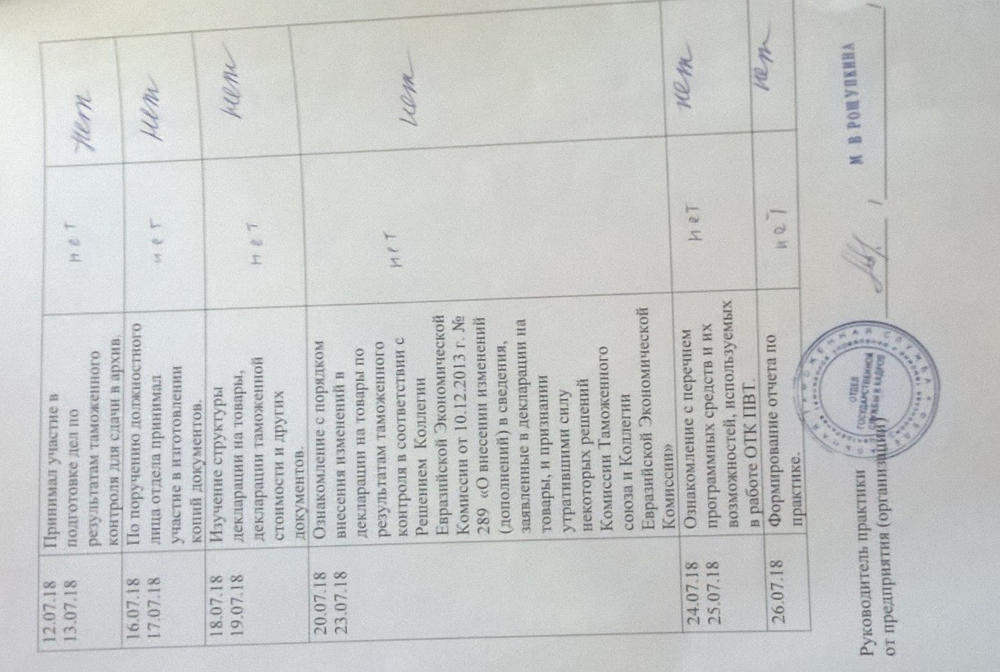 12.07.18
13.07.18
Принимал участие в
подготовке дел по
результатам таможенного
контроля для сдачи в архив.
нет
нет
16.07.18
17.07.18
По поручению должностного
лица отдела принимал
участие в изготовлении
копий документов.
нет
нет
18.07.18
19.07.18
Изучение структуры
декларации на товары,
декларации таможенной
стоимости и других
документов.
нет
нет
20.07.18
23.07.18
Ознакомление с порядком
внесения изменений в
декларации на товары по
результатам таможенного
контроля в соответствии с
Решением Коллегии
Евразийской Экономической
Комиссии от 10.12.2013 г. №
289 «О внесении изменений
(дополнений) в сведения,
заявленные в декларации на
товары, и признании
утратившими силу
некоторых решений
Комиссии Таможенного
союза и Коллегии
Евразийской Экономической
Комиссии»
нет
нет
24.07.18
25.07.18
Ознакомление с перечнем
программных средств и их
возможностей, используемых
в работе ОТК ПВТ.
нет
нет
26.07.18
Формирование отчета по
практике.
нет
нет
Руководитель практики
от предприятия (организации) / М В РОЩУПКИНА /
ОТДЕЛ
ГОСУДАРСТВЕННОЙ
СЛУЖБЫ И КАДРОВ